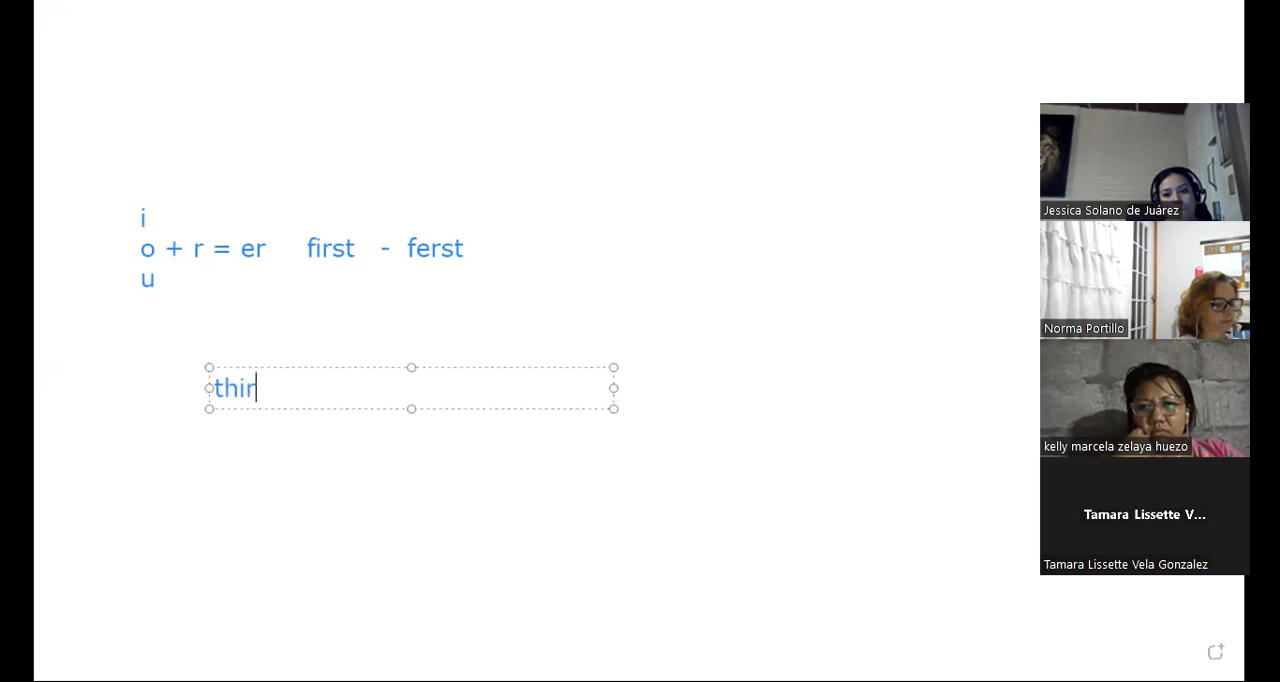 i
o + r = er first - ferst
u
thir
Jessica Solano de Juárez
Norma Portillo
kelly marcela zelaya huezo
Tamara Lissette V...
Tamara Lissette Vela Gonzalez